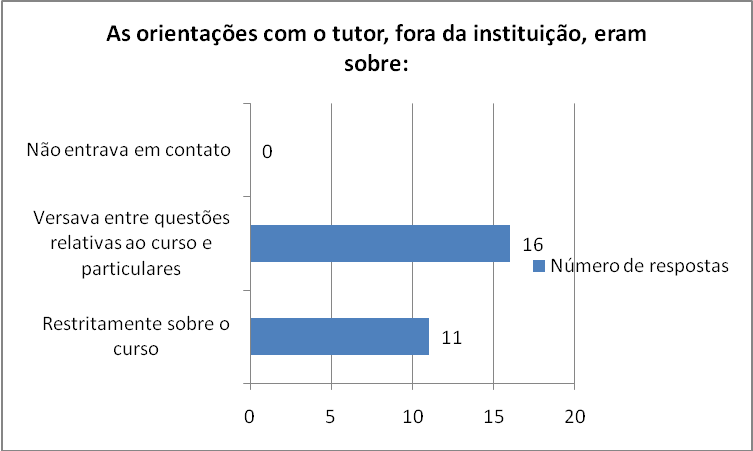 As orientações com o tutor, fora da instituição, eram
sobre:
Não entrava em contato
0
Versava entre questões
relativas ao curso e
particulares
16
Número de respostas
Restritamente sobre o
curso
11
0 5 10 15 20